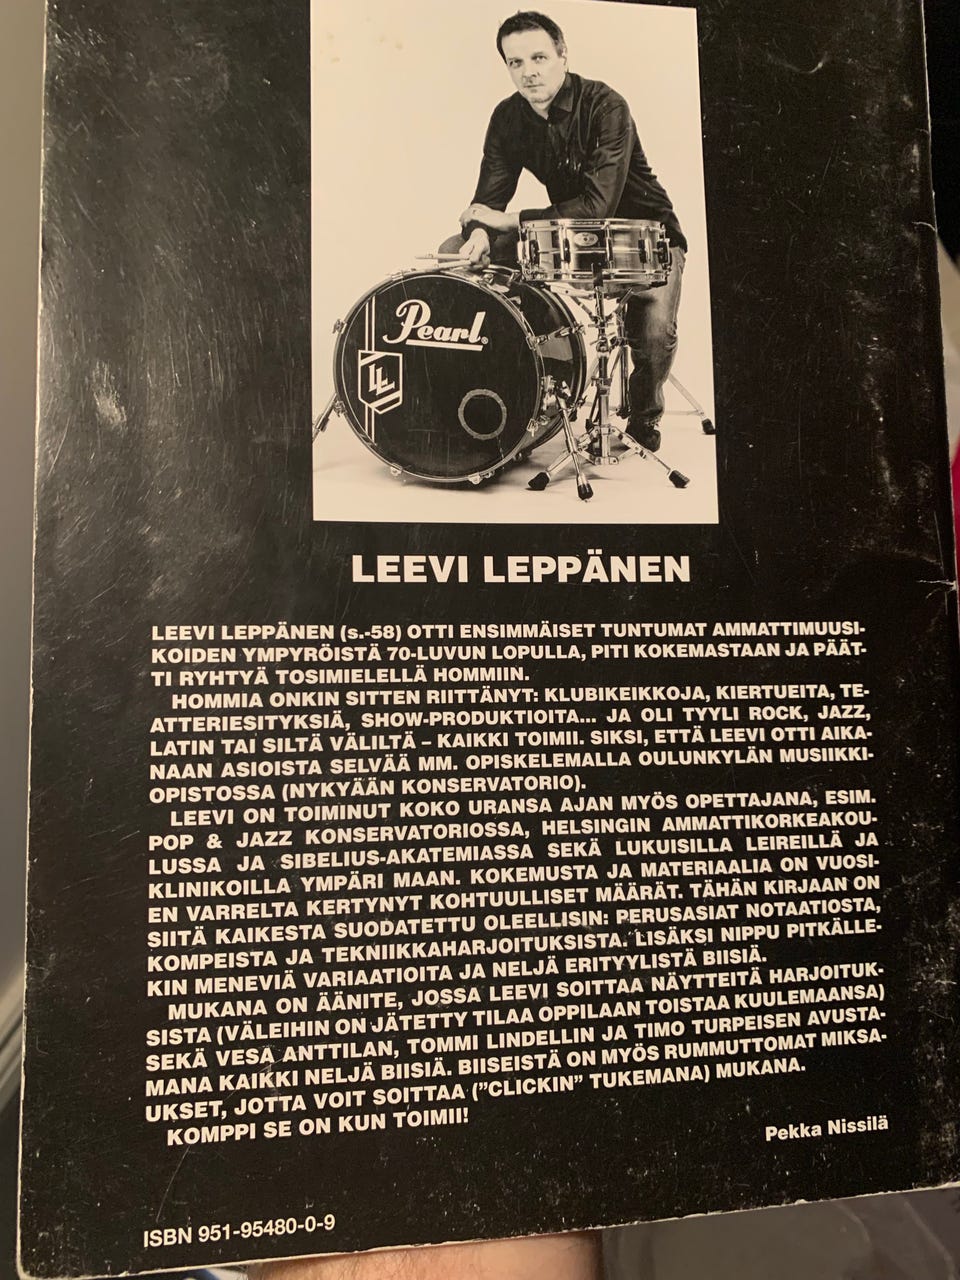 Pearl
LL
LEEVI LEPPÄNEN
LEEVI LEPPÄNEN (s.-58) OTTI ENSIMMÄISET TUNTUMAT AMMATTIMUUSI-
KOIDEN YMPYRÖISTÄ 70-LUVUN LOPULLA, PITI KOKEMASTAAN JA PÄÄT-
TI RYHTYÄ TOSIMIELELLÄ HOMMIIN.
HOMMIA ONKIN SITTEN RIITTÄNYT: KLUBIKEIKKOJA, KIERTUEITA, TE-
ATTERIESITYKSIÄ, SHOW-PRODUKTIOITA... JA OLI TYYLI ROCK, JAZZ,
LATIN TAI SILTÄ VÄLILTÄ – KAIKKI TOIMII. SIKSI, ETTÄ LEEVI OTTI AIKA-
NAAN ASIOISTA SELVÄÄ MM. OPISKELEMALLA OULUNKYLÄN MUSIIKKI-
OPISTOSSA (NYKYÄÄN KONSERVATORIO).
LEEVI ON TOIMINUT KOKO URANSA AJAN MYÖS OPETTAJANA, ESIM.
POP & JAZZ KONSERVATORIOSSA, HELSINGIN AMMATTIKORKEAKOU-
LUSSA JA SIBELIUS-AKATEMIASSA SEKÄ LUKUISILLA LEIREILLÄ JA
KLINIKOILLA YMPÄRI MAAN. KOKEMUSTA JA MATERIAALIA ON VUOSI-
EN VARRELTA KERTYNYT KOHTUULLISET MÄÄRÄT. TÄHÄN KIRJAAN ON
SIITÄ KAIKESTA SUODATETTU OLEELLISIN: PERUSASIAT NOTAATIOSTA,
KOMPEISTA JA TEKNIIKKAHARJOITUKSISTA. LISÄKSI NIPPU PITKÄLLE-
KIN MENEVIÄ VARIAATIOITA JA NELJÄ ERITYYLISTÄ BIISIÄ.
MUKANA ON ÄÄNITE, JOSSA LEEVI SOITTAA NÄYTTEITÄ HARJOITUK-
SISTA (VÄLEIHIN ON JÄTETTY TILAA OPPILAAN TOISTAA KUULEMAANSA)
SEKÄ VESA ANTTILAN, TOMMI LINDELLIN JA TIMO TURPEISEN AVUSTA-
MANA KAIKKI NELJÄ BIISIÄ. BIISEISTÄ ON MYÖS RUMMUTTOMAT MIKSA-
UKSET, JOTTA VOIT SOITTAA ("CLICKIN" TUKEMANA) MUKANA.
KOMPPI SE ON KUN TOIMII!
Pekka Nissilä
ISBN 951-95480-0-9